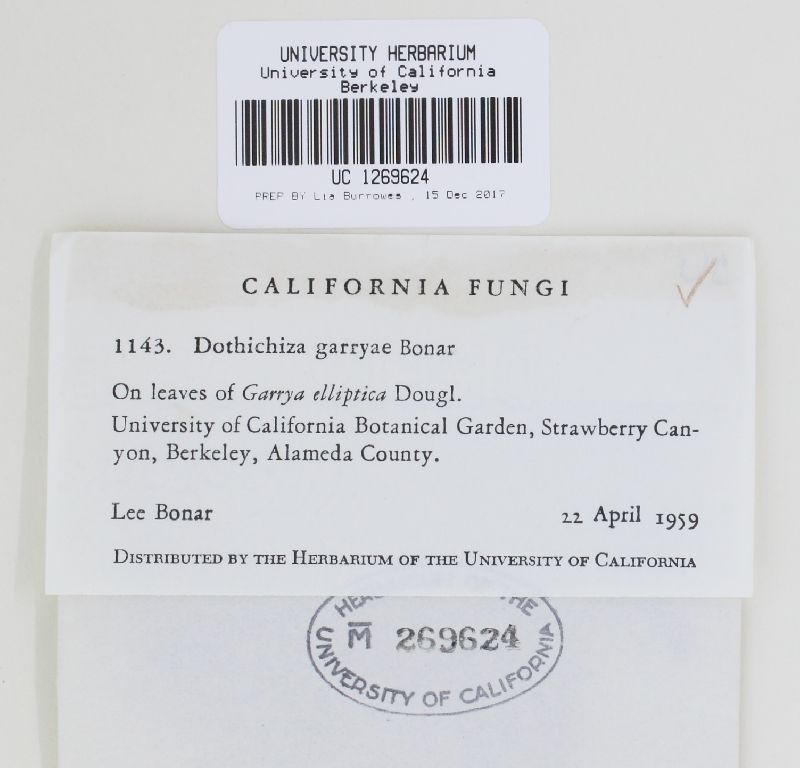 UNIVERSITY HERBARIUM
University of California
Berkeley
UC 1269624
PREP BY Lia Burrowes , 15 Dec 2017
CALIFORNIA FUNGI
1143. Dothichiza garryae Bonar
On leaves of Garrya elliptica Dougl.
University of California Botanical Garden, Strawberry Can-
yon, Berkeley, Alameda County.
Lee Bonar 22 April 1959
DISTRIBUTED BY THE HERBARIUM OF THE UNIVERSITY OF CALIFORNIA
M̅ 269624
UNIVERSITY OF CALIFORNIA